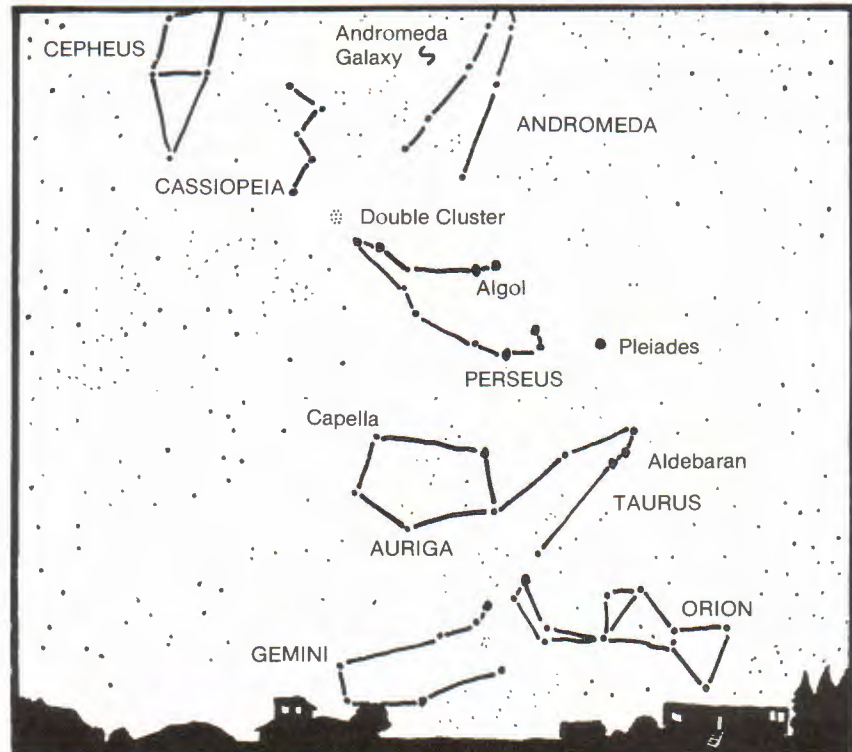 CEPHEUS
Andromeda
Galaxy
ANDROMEDA
CASSIOPEIA
Double Cluster
Algol
Pleiades
PERSEUS
Capella
Aldebaran
TAURUS
AURIGA
ORION
GEMINI